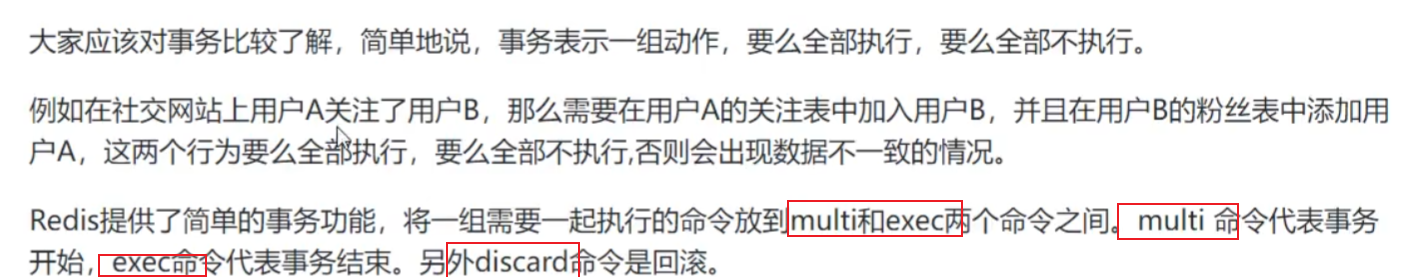 大家应该对事务比较了解，简单地说，事务表示一组动作，要么全部执行，要么全部不执行。
例如在社交网站上用户A关注了用户B，那么需要在用户A的关注表中加入用户B，并且在用户B的粉丝表中添加用
户A，这两个行为要么全部执行，要么全部不执行,否则会出现数据不一致的情况。
Redis提供了简单的事务功能，将一组需要一起执行的命令放到multi和exec两个命令之间。multi 命令代表事务
开始，exec命令代表事务结束。另外discard命令是回滚。